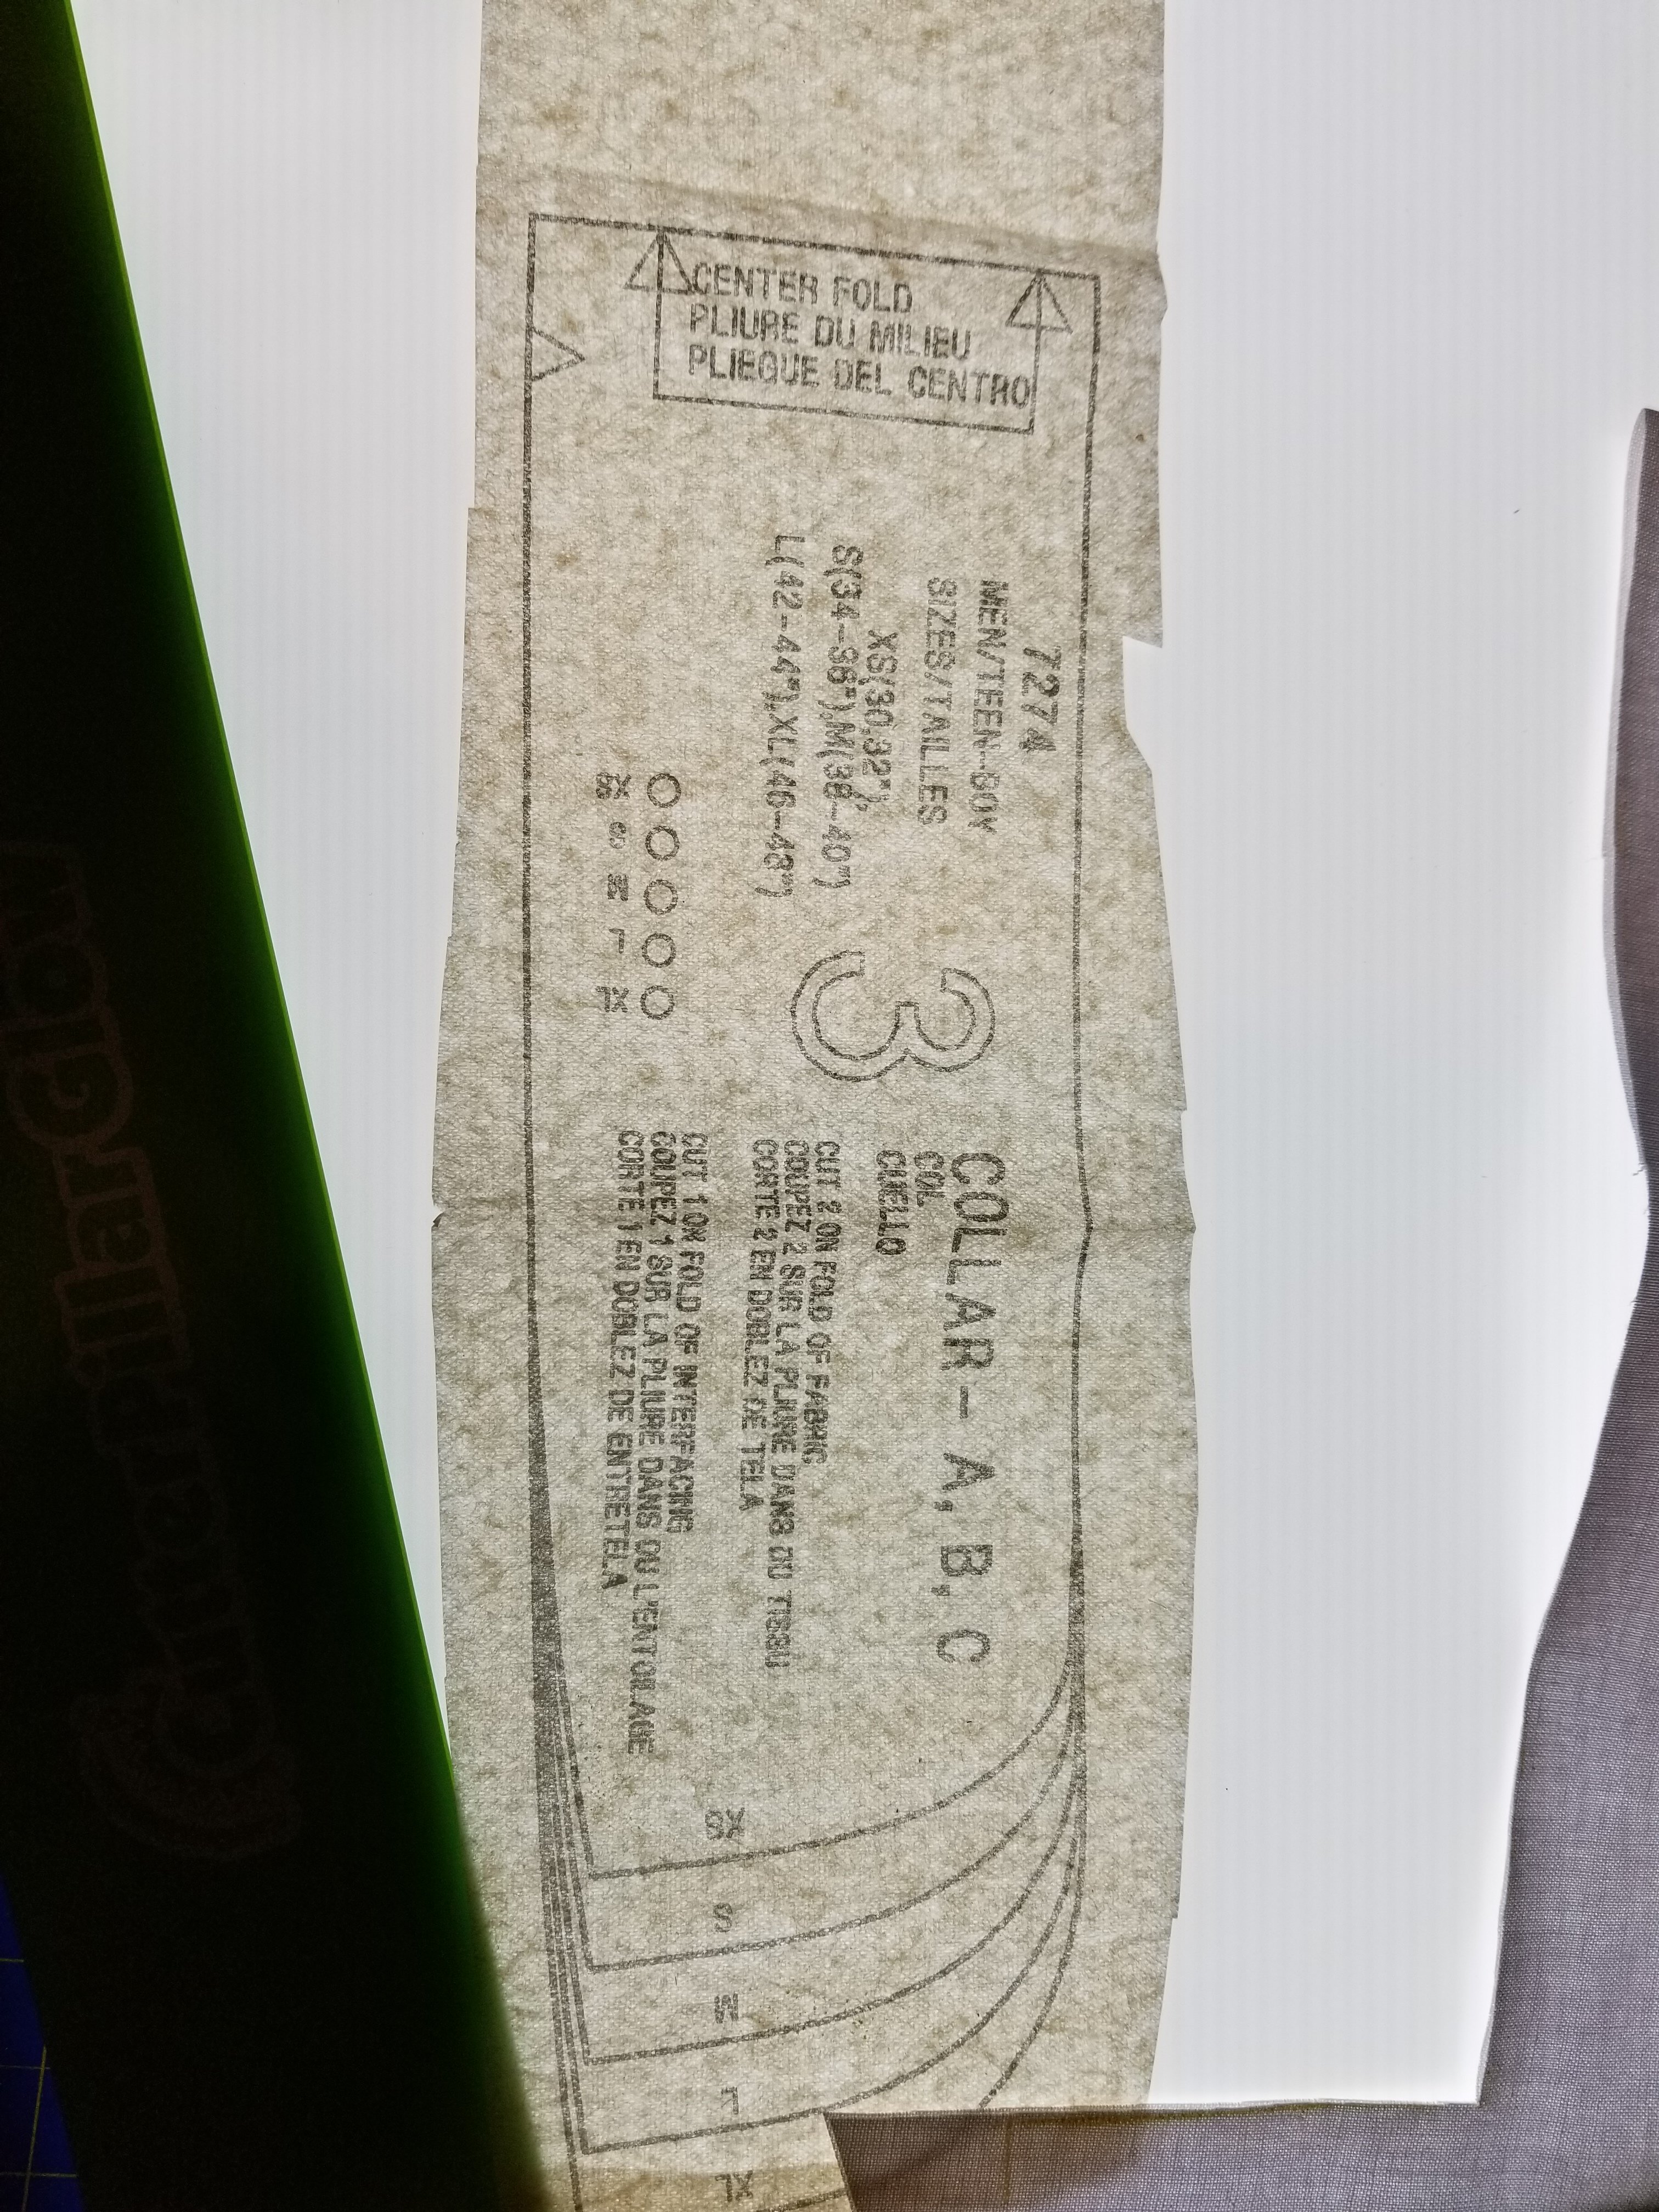 CENTER FOLD
PLIURE DU MILIEU
PLIEGUE DEL CENTRO
7274
MEN/TEEN-BOY
SIZES/TAILLES
XS(30,32"),
S(34-36"),M(38-40")
L(42-44"),XL(46-48")
XS
S
M
L
XL
3
COLLAR- A, B, C
COL
CUELLO
CUT 2 ON FOLD OF FABRIC
COUPEZ 2 SUR LA PLIURE DANS DU TISSU
CORTE 2 EN DOBLEZ DE TELA
CUT 1 ON FOLD OF INTERFACING
COUPEZ 1 SUR LA PLIURE DANS DU L'ENTOILAGE
CORTE 1 EN DOBLEZ DE ENTRETELA
XS
S
M
L
XL
CutterPillarGlow